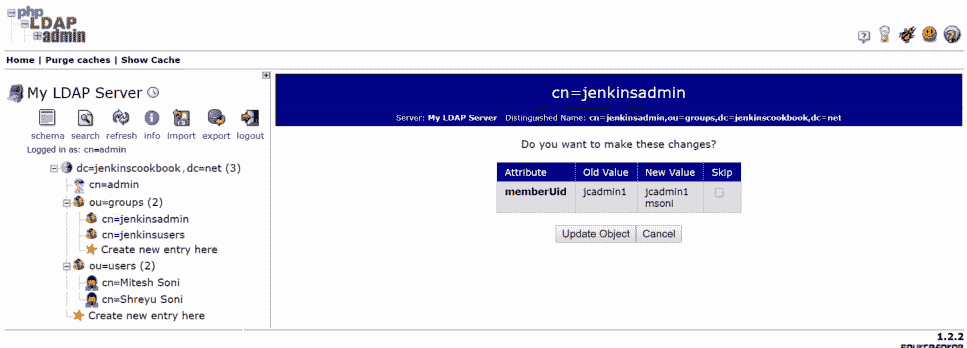 php
LDAP
admin
Home | Purge caches | Show Cache
My LDAP Server
schema search refresh info import export logout
Logged in as: cn=admin
dc=jenkinscookbook,dc=net (3)
cn=admin
ou=groups (2)
cn=jenkinsadmin
cn=jenkinsusers
Create new entry here
ou=users (2)
cn=Mitesh Soni
cn=Shreyu Soni
Create new entry here
cn=jenkinsadmin
Server: My LDAP Server Distinguished Name: cn=jenkinsadmin,ou=groups,dc=jenkinscookbook,dc=net
Do you want to make these changes?
Attribute Old Value New Value Skip
memberUid jcadmin1 jcadmin1
msoni
Update Object Cancel
1.2.2